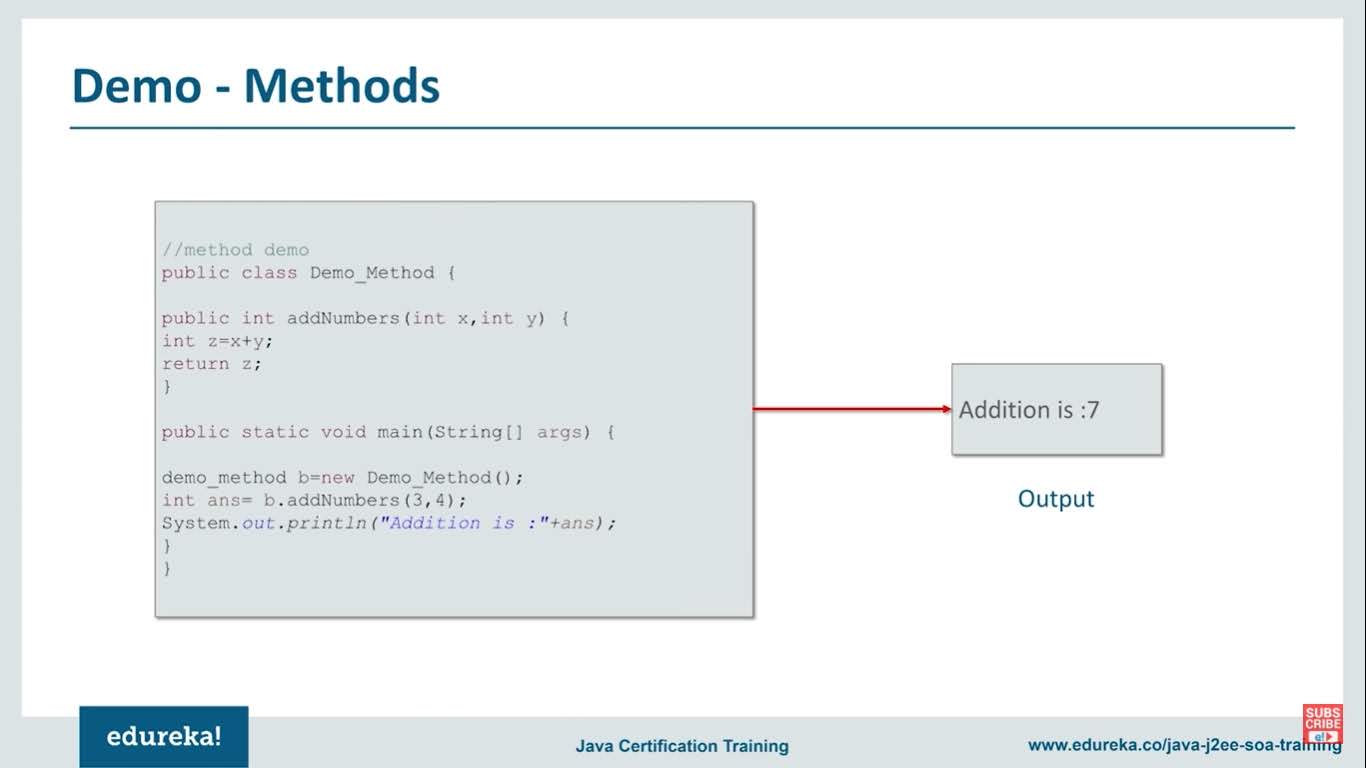 Demo - Methods
//method demo
public class Demo_Method {
public int addNumbers(int x,int y) {
int z=x+y;
return z;
}
public static void main(String[] args) {
demo_method b=new Demo_Method();
int ans= b.addNumbers(3,4);
System.out.println("Addition is :"+ans);
}
}
Addition is :7
Output
edureka!
Java Certification Training
www.edureka.co/java-j2ee-soa-training
SUBS
CRIBE
e!